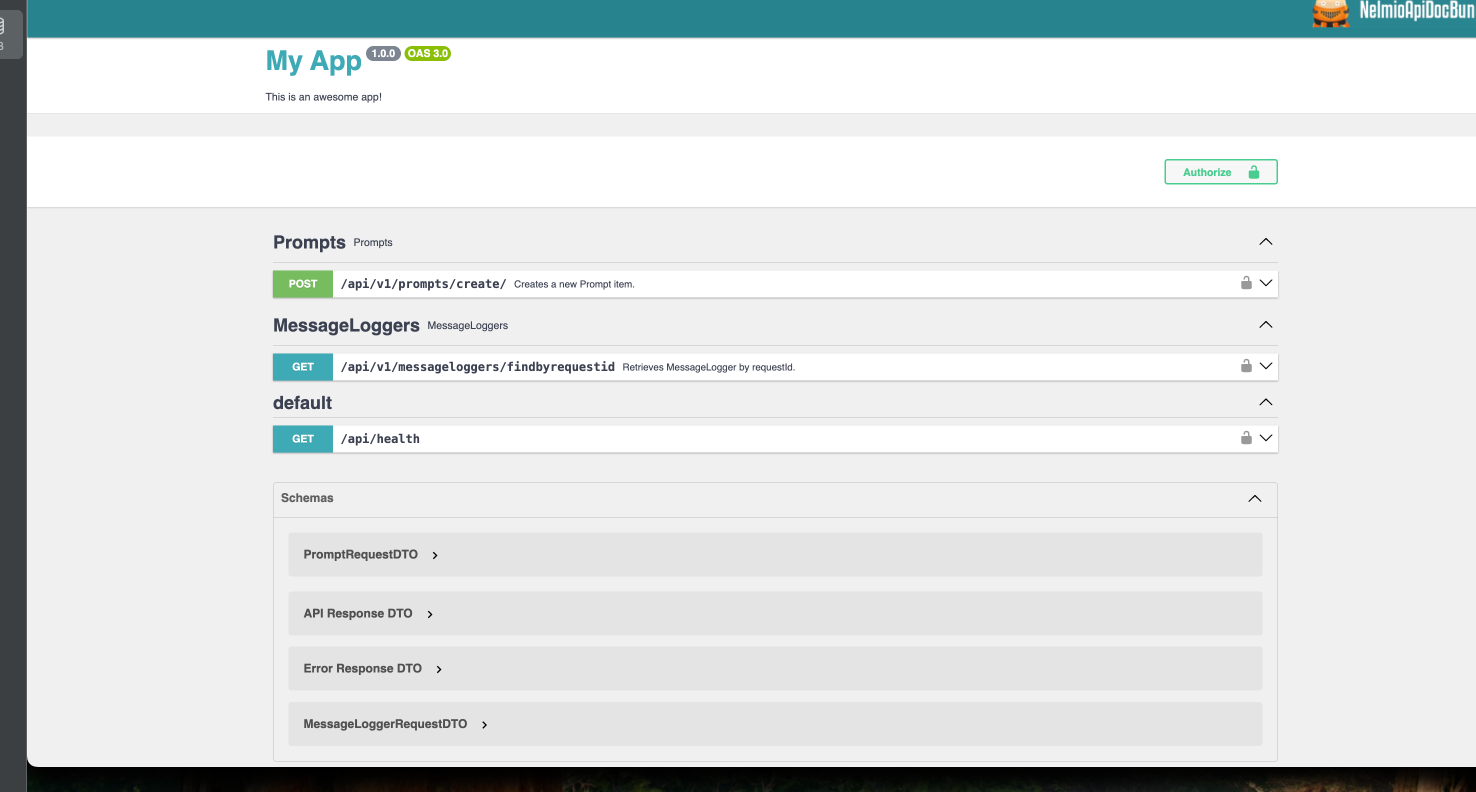 NelmioApiDocBun
My App 1.0.0 OAS 3.0
This is an awesome app!
Authorize
Prompts Prompts
POST /api/v1/prompts/create/ Creates a new Prompt item.
MessageLoggers MessageLoggers
GET /api/v1/messageloggers/findbyrequestid Retrieves MessageLogger by requestId.
default
GET /api/health
Schemas
PromptRequestDTO
API Response DTO
Error Response DTO
MessageLoggerRequestDTO